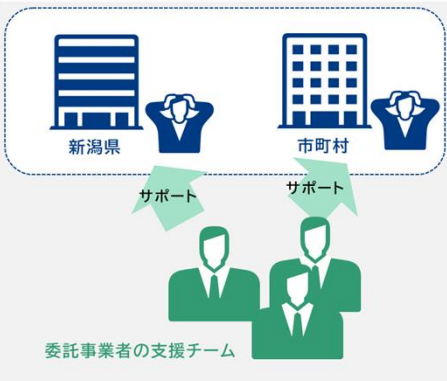 新潟県
市町村
サポート
サポート
委託事業者の支援チーム